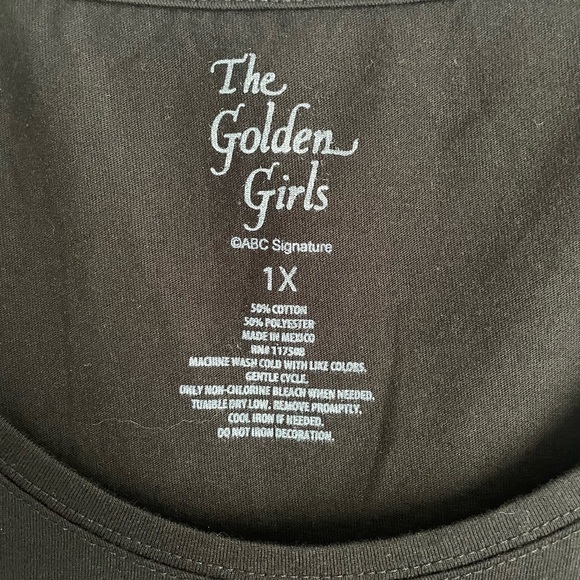 The
Golden
Girls
©ABC Signature
1X
50% COTTON
50% POLYESTER
MADE IN MEXICO
RN# 117508
MACHINE WASH COLD WITH LIKE COLORS.
GENTLE CYCLE.
ONLY NON-CHLORINE BLEACH WHEN NEEDED.
TUMBLE DRY LOW. REMOVE PROMPTLY.
COOL IRON IF NEEDED.
DO NOT IRON DECORATION.